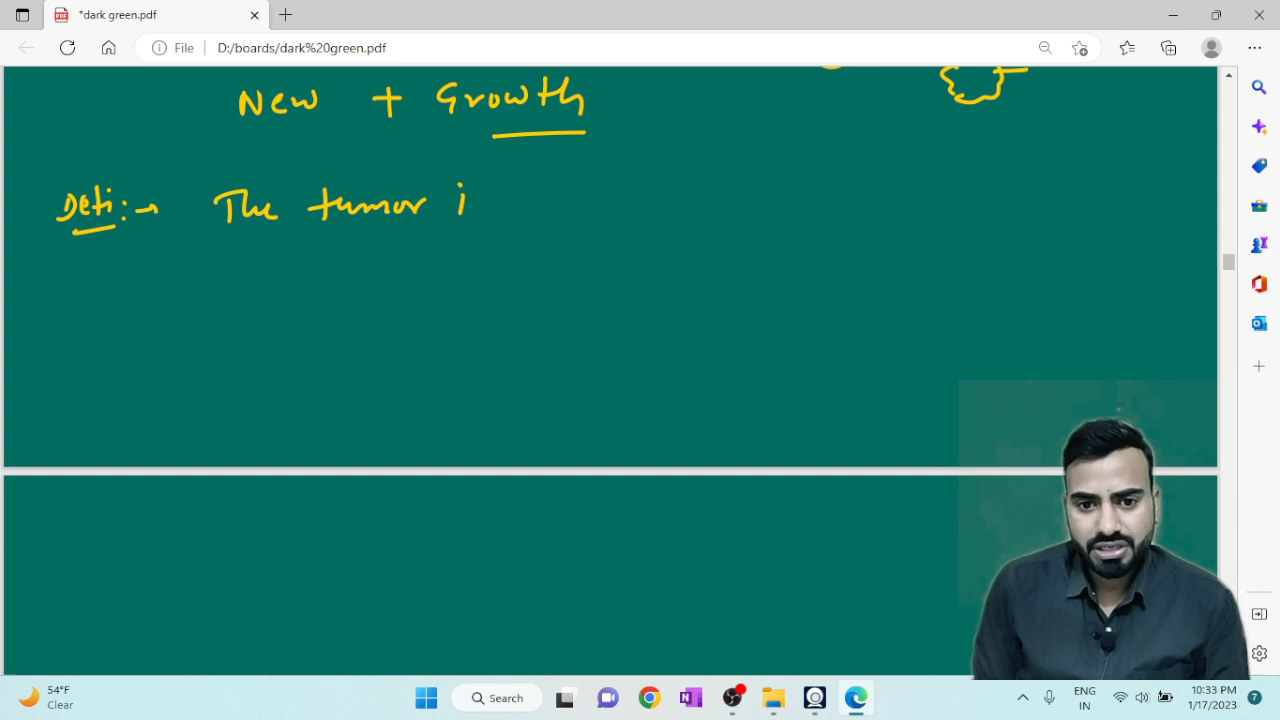 *dark green.pdf
File D:/boards/dark%20green.pdf
New + Growth
Defi :→ The tumor i
54°F
Clear
Search
ENG
IN
10:33 PM
1/17/2023
7